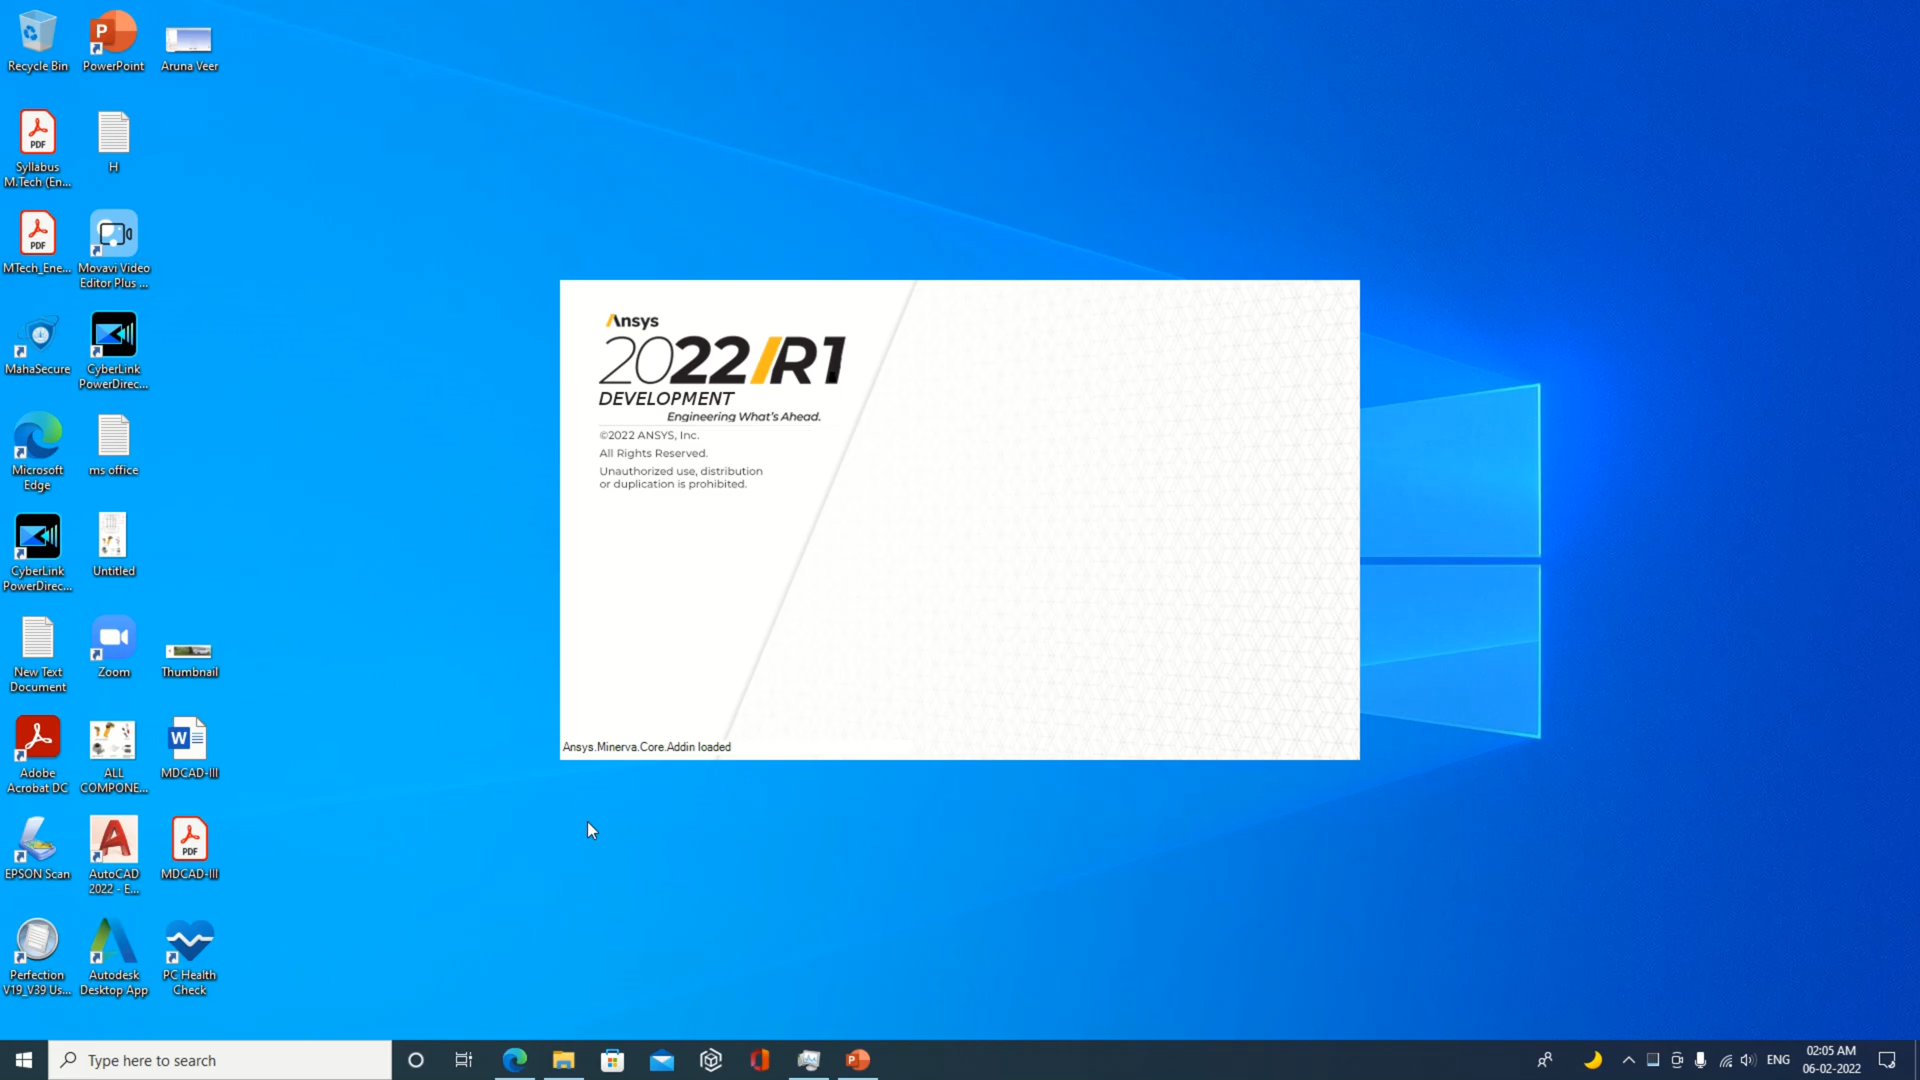 Recycle Bin
PowerPoint
Aruna Veer
Syllabus
M.Tech (En...
H
MTech_Ene...
Movavi Video
Editor Plus ...
MahaSecure
CyberLink
PowerDirec...
Microsoft
Edge
ms office
CyberLink
PowerDirec...
Untitled
New Text
Document
Zoom
Thumbnail
Adobe
Acrobat DC
ALL
COMPONE...
MDCAD-III
EPSON Scan
AutoCAD
2022 - E...
MDCAD-III
Perfection
V19_V39 Us...
Autodesk
Desktop App
PC Health
Check
Ansys
2022/R1
DEVELOPMENT
Engineering What's Ahead.
©2022 ANSYS, Inc.
All Rights Reserved.
Unauthorized use, distribution
or duplication is prohibited.
Ansys.Minerva.Core.Addin loaded
Type here to search
ENG
02:05 AM
06-02-2022